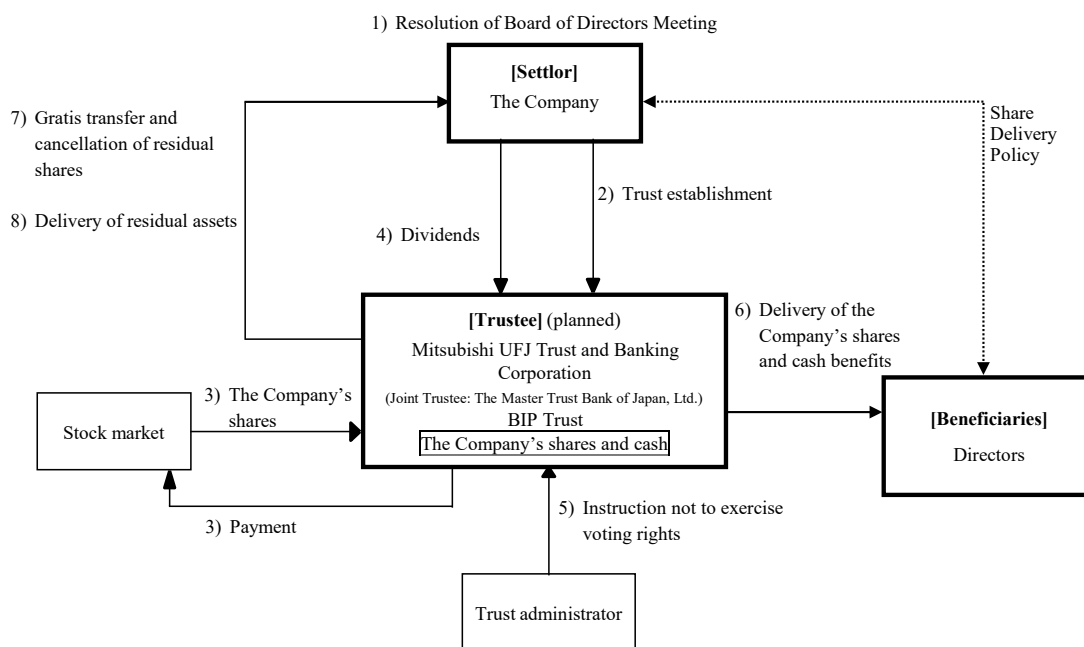 1) Resolution of Board of Directors Meeting
[Settlor]
The Company
7) Gratis transfer and
cancellation of residual
shares
Share
Delivery
Policy
2) Trust establishment
8) Delivery of residual assets
4) Dividends
[Trustee] (planned)
Mitsubishi UFJ Trust and Banking
Corporation
(Joint Trustee: The Master Trust Bank of Japan, Ltd.)
BIP Trust
The Company’s shares and cash
6) Delivery of the
Company’s shares
and cash benefits
3) The Company’s
shares
Stock market
[Beneficiaries]
Directors
3) Payment
5) Instruction not to exercise
voting rights
Trust administrator